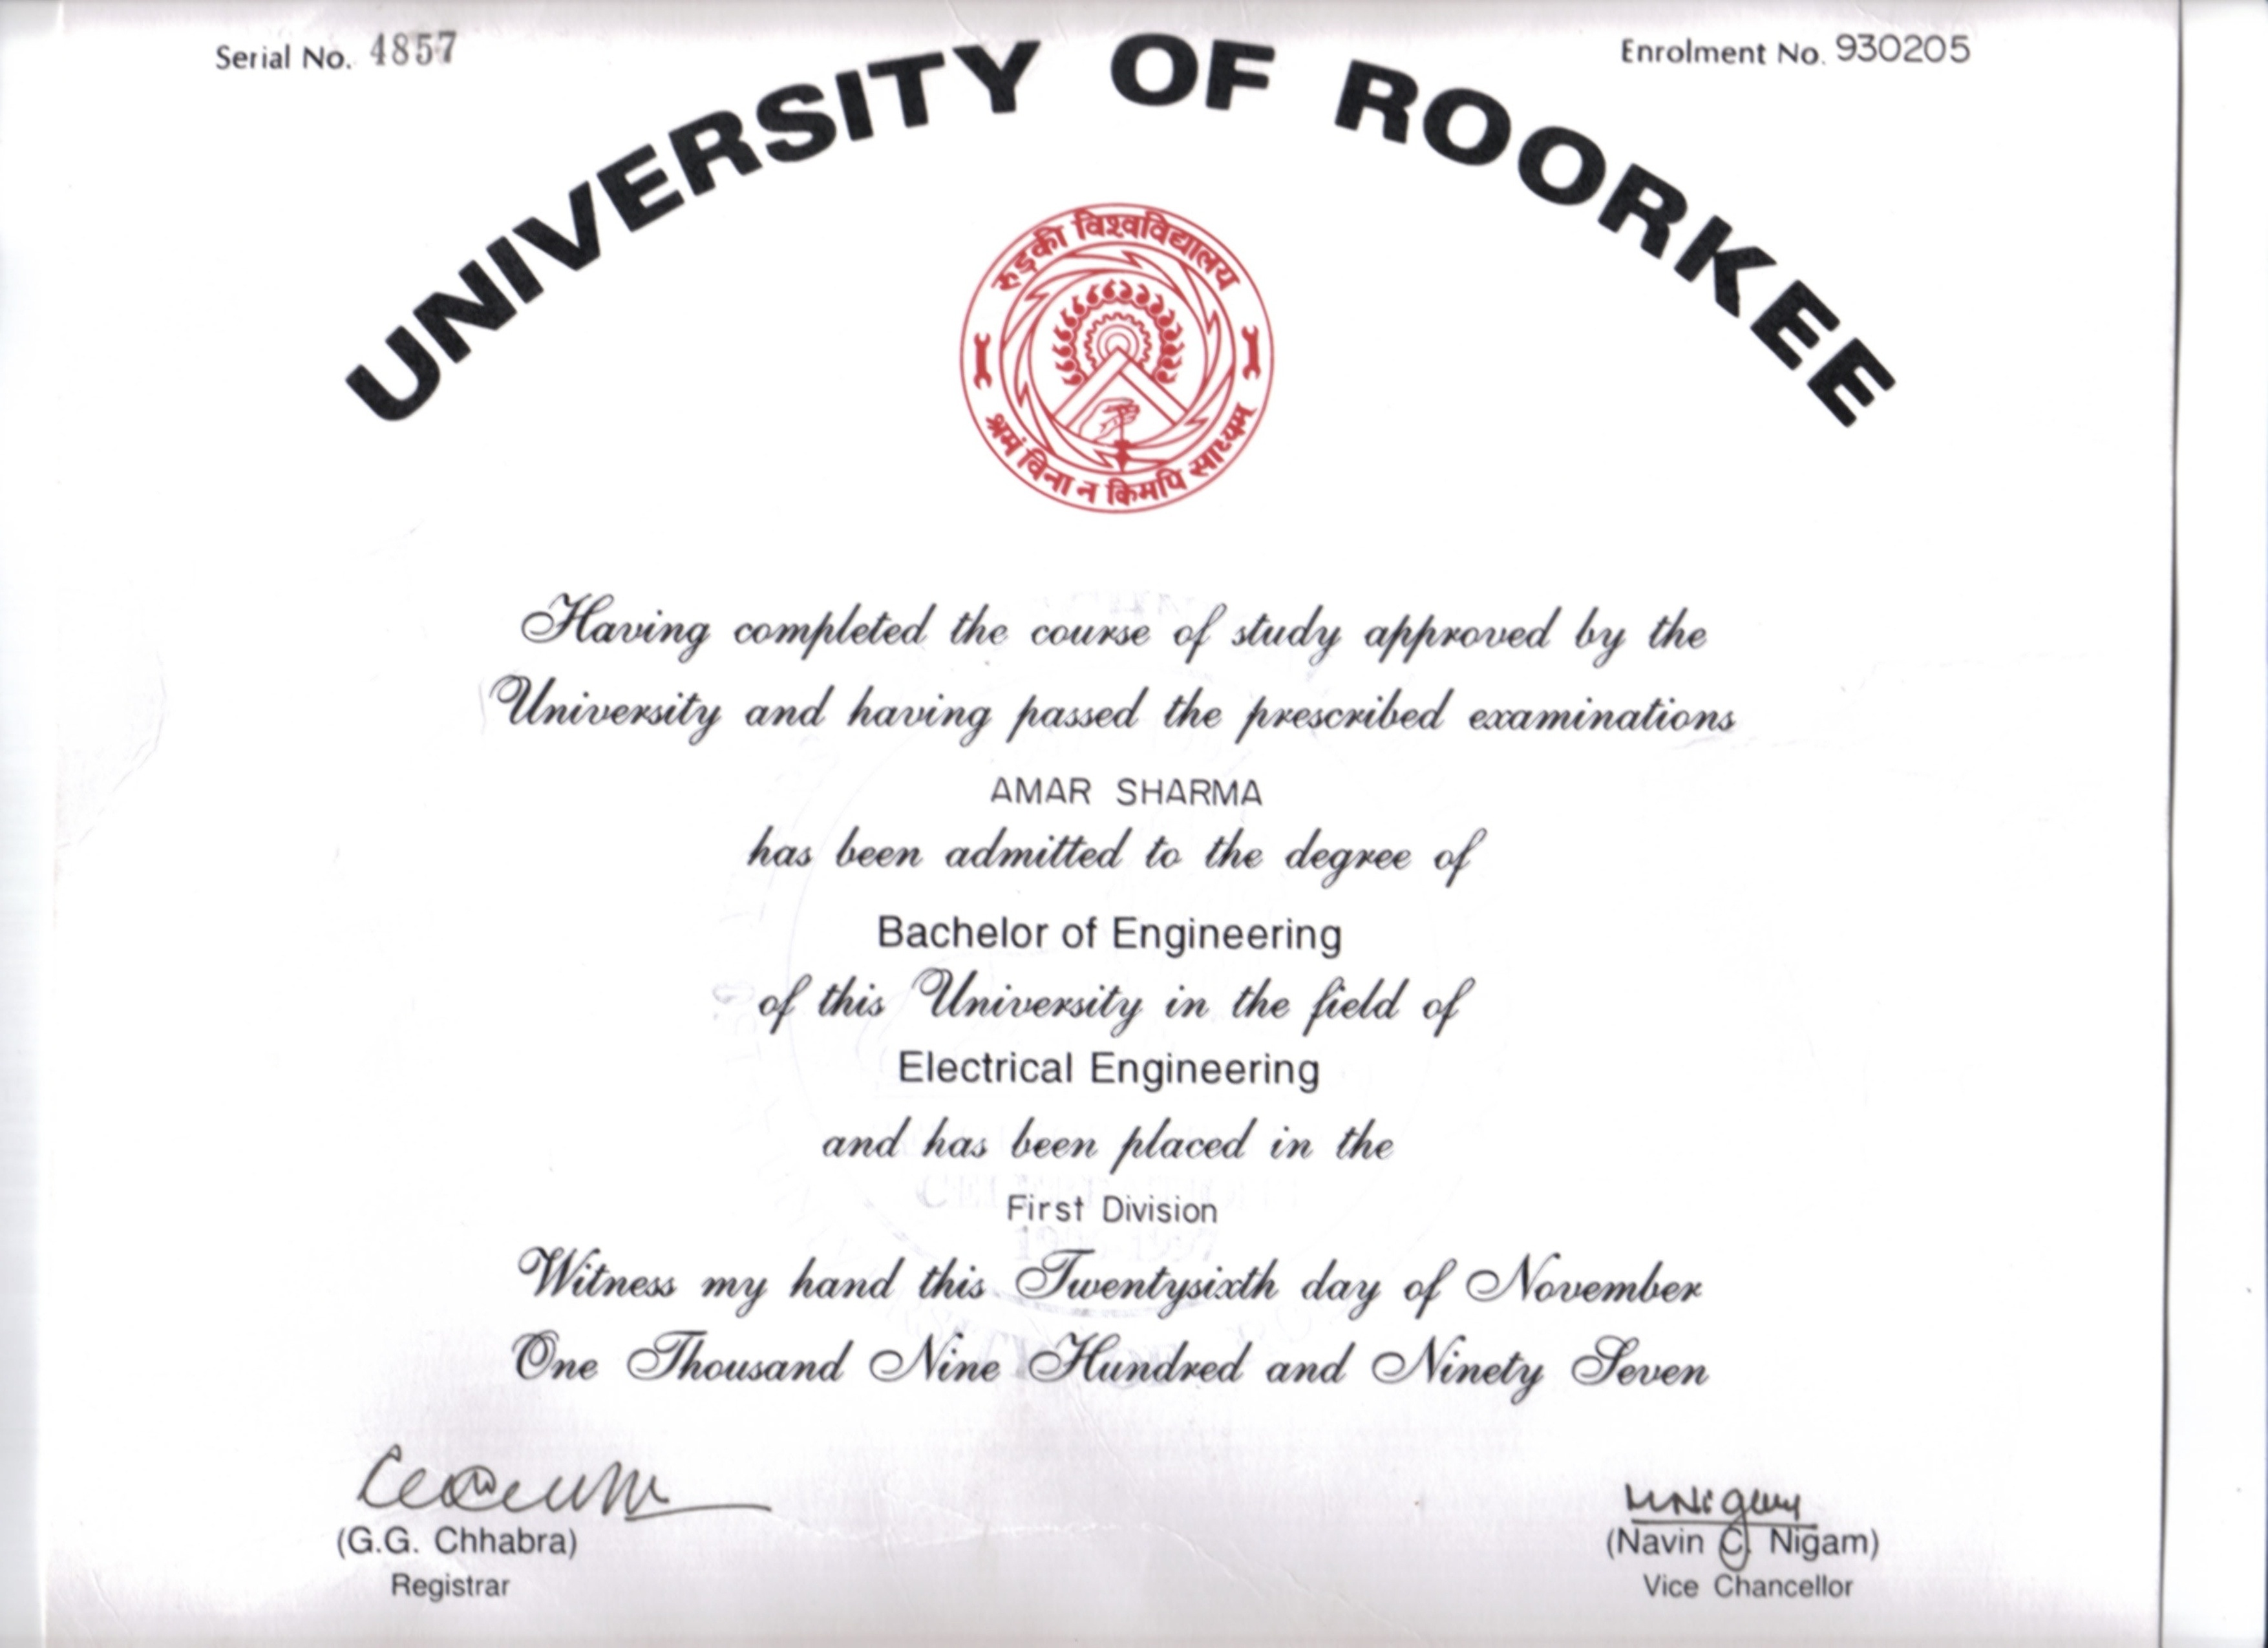 Serial No. 4857
Enrolment No. 930205
UNIVERSITY OF ROORKEE
रुड़की विश्वविद्यालय
श्रमं विना न किमपि साध्यम्
Having completed the course of study approved by the
University and having passed the prescribed examinations
AMAR SHARMA
has been admitted to the degree of
Bachelor of Engineering
of this University in the field of
Electrical Engineering
and has been placed in the
First Division
Witness my hand this Twentysixth day of November
One Thousand Nine Hundred and Ninety Seven
(G.G. Chhabra)
Registrar
(Navin C. Nigam)
Vice Chancellor